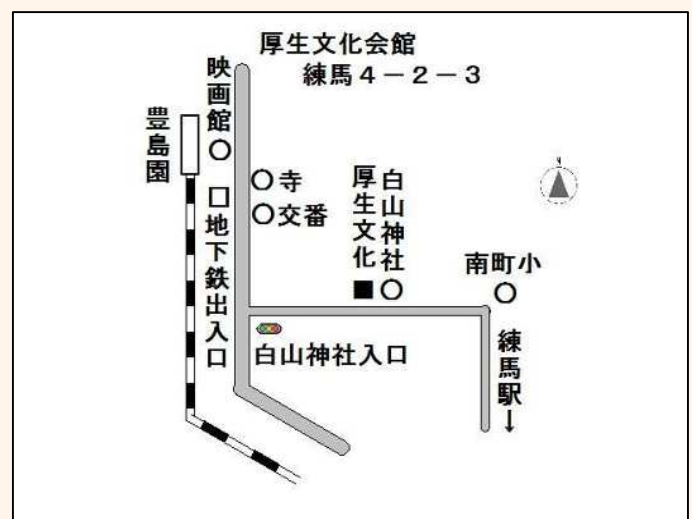 厚生文化会館
練馬4－2－3
映画館
豊島園
寺
交番
地下鉄出入口
厚生文化
白山神社
南町小
白山神社入口
練馬駅
↓
N